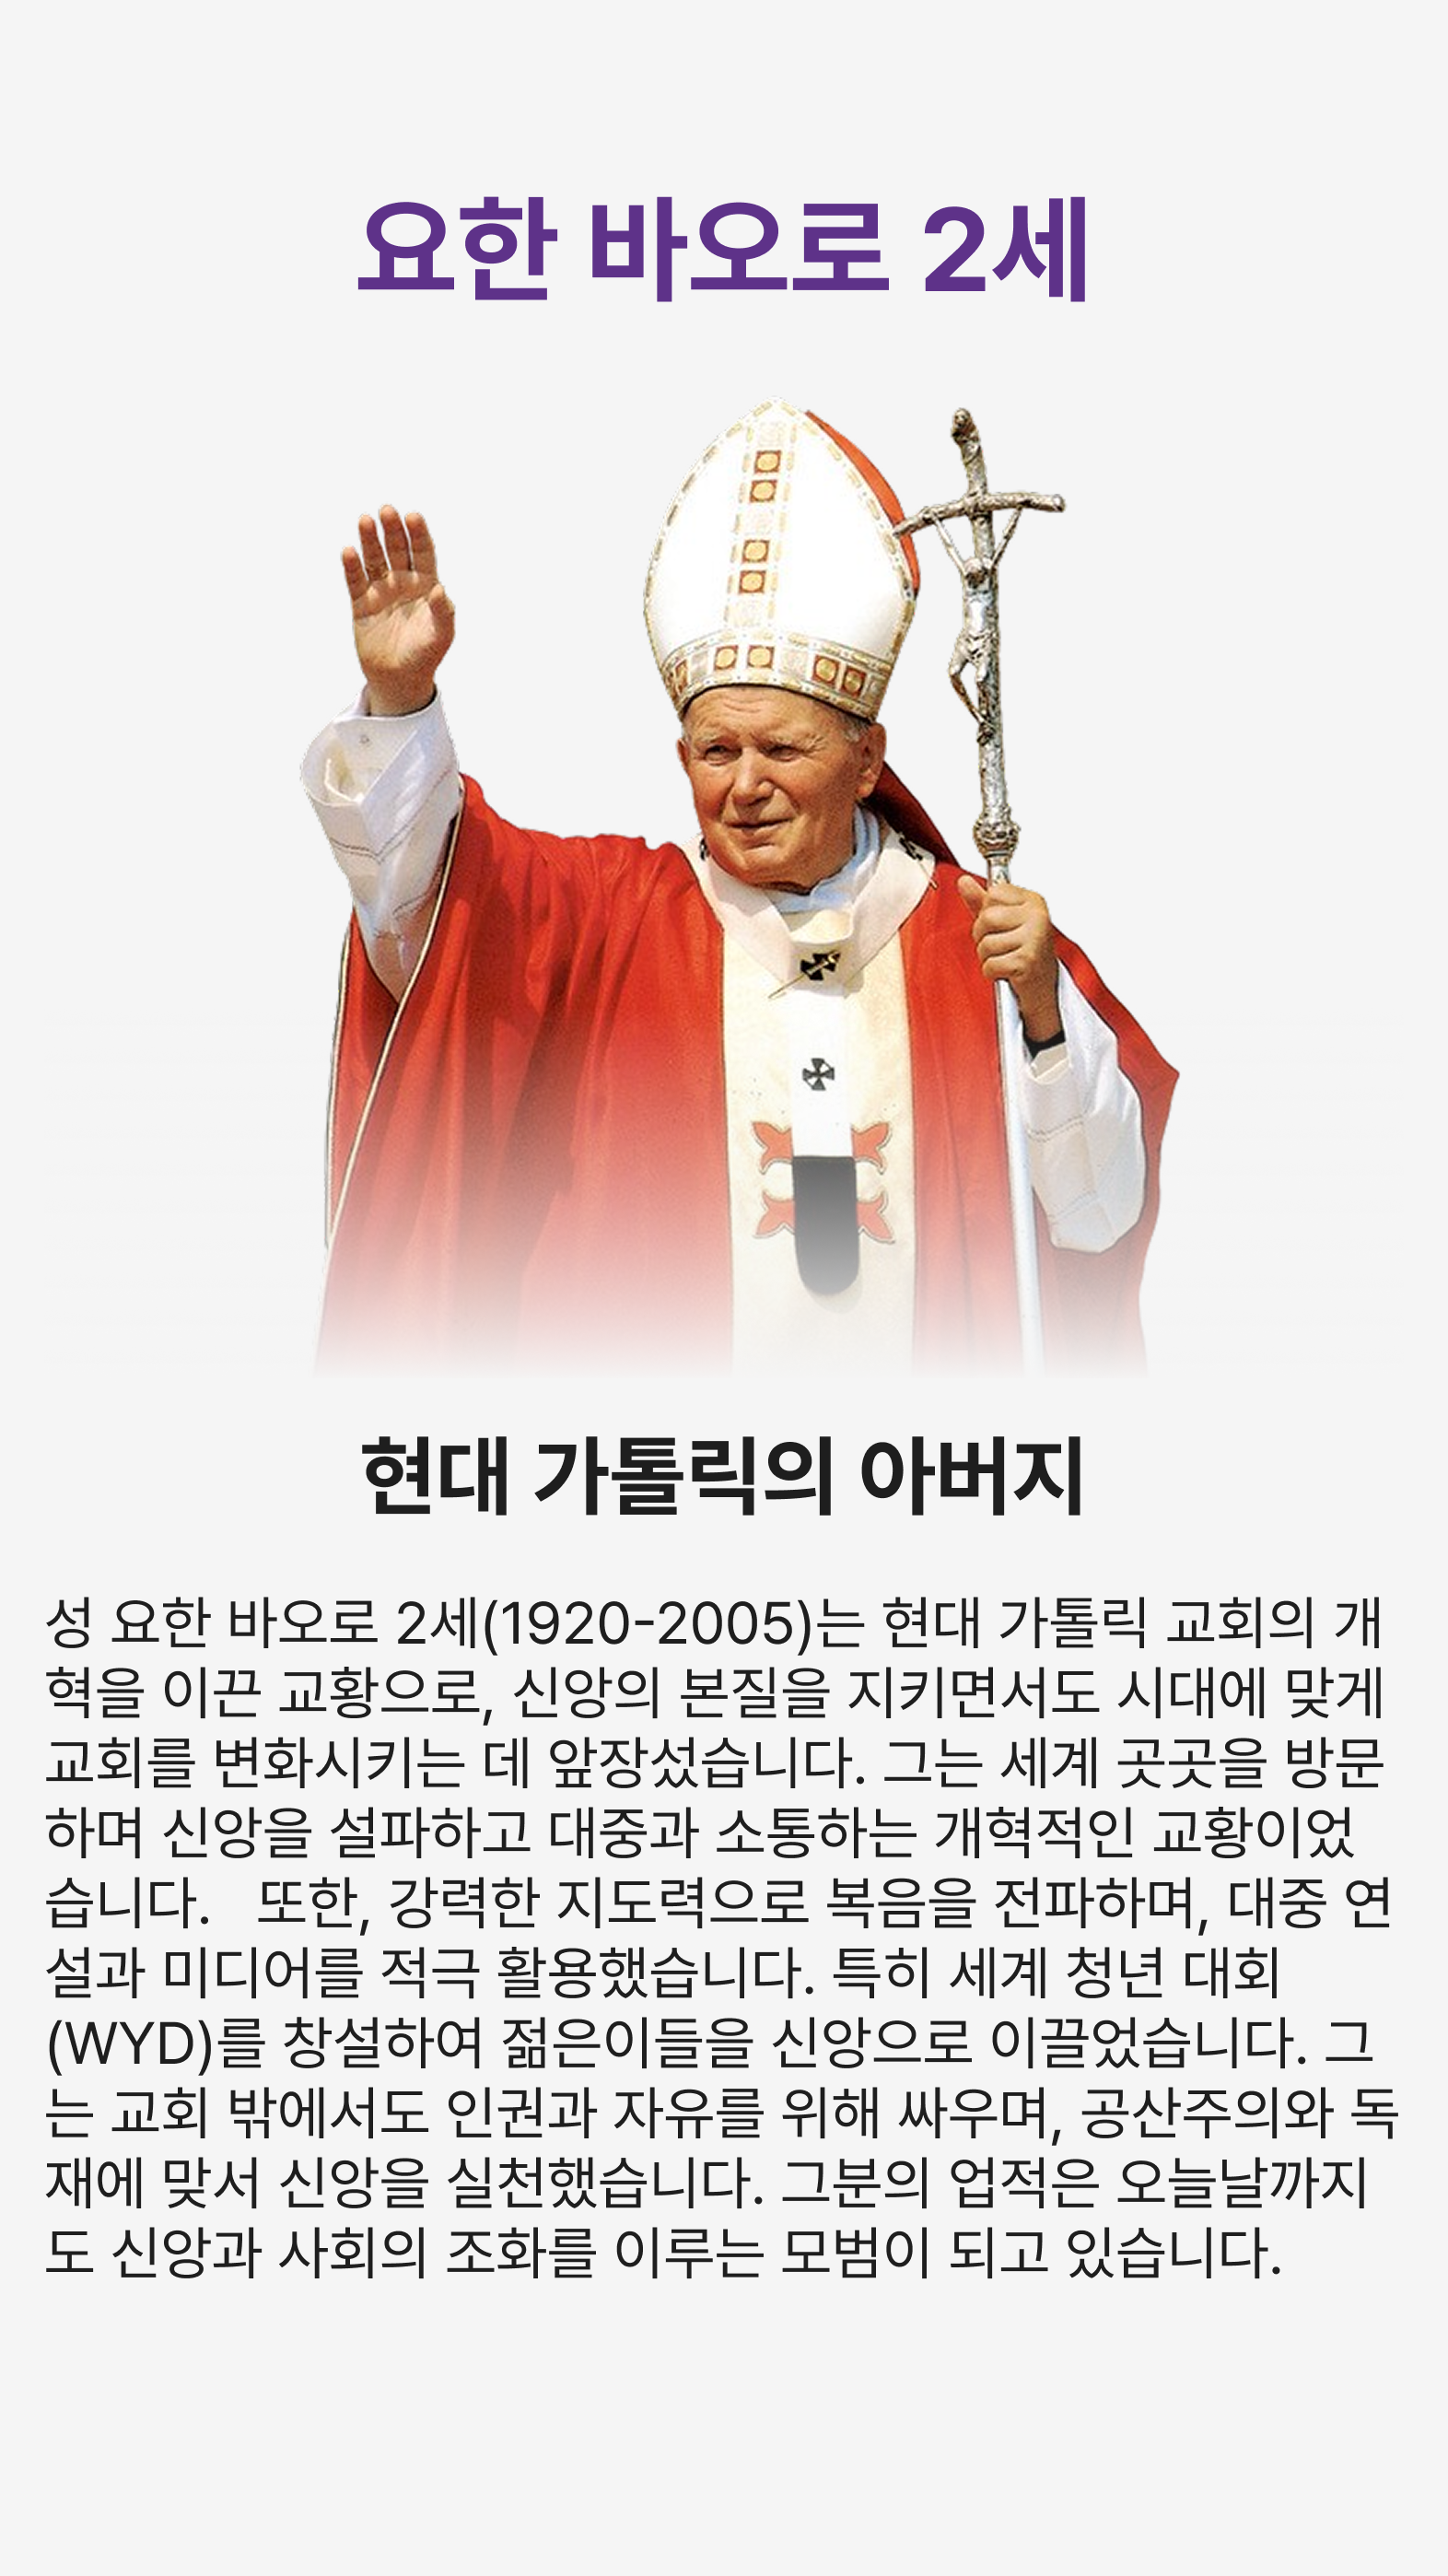 요한 바오로 2세
현대 가톨릭의 아버지
성 요한 바오로 2세(1920-2005)는 현대 가톨릭 교회의 개
혁을 이끈 교황으로, 신앙의 본질을 지키면서도 시대에 맞게
교회를 변화시키는 데 앞장섰습니다. 그는 세계 곳곳을 방문
하며 신앙을 설파하고 대중과 소통하는 개혁적인 교황이었
습니다.   또한, 강력한 지도력으로 복음을 전파하며, 대중 연
설과 미디어를 적극 활용했습니다. 특히 세계 청년 대회
(WYD)를 창설하여 젊은이들을 신앙으로 이끌었습니다. 그
는 교회 밖에서도 인권과 자유를 위해 싸우며, 공산주의와 독
재에 맞서 신앙을 실천했습니다. 그분의 업적은 오늘날까지
도 신앙과 사회의 조화를 이루는 모범이 되고 있습니다.